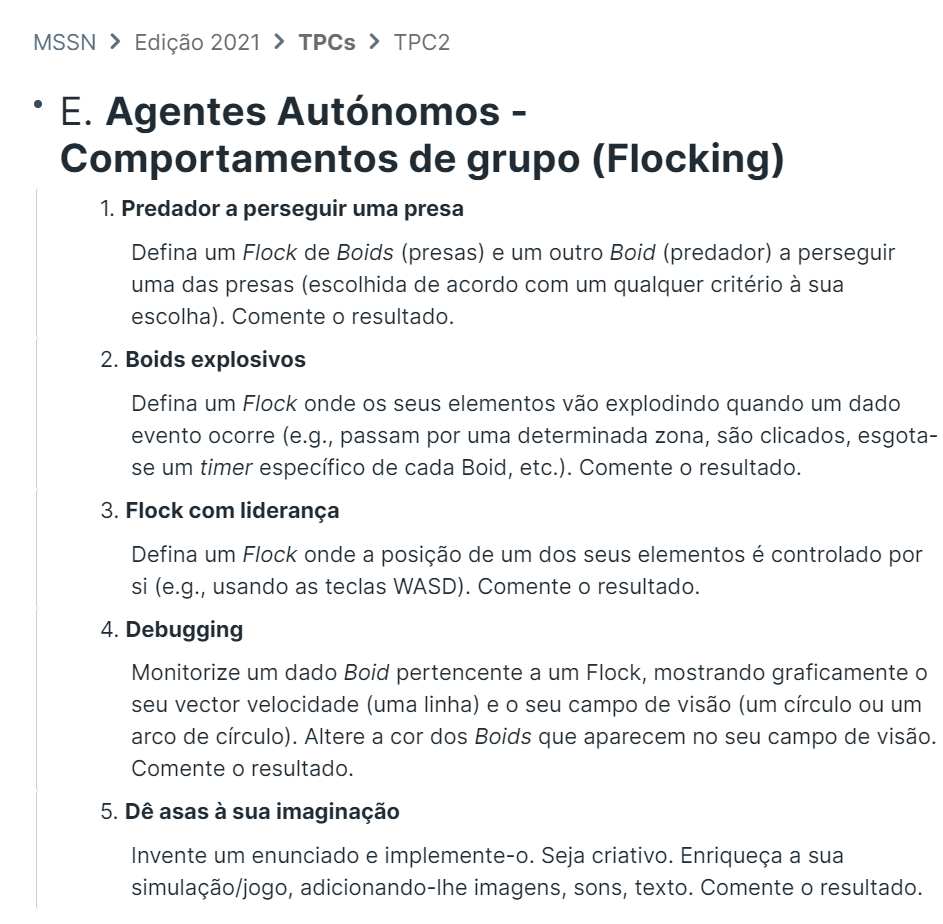 MSSN > Edição 2021 > TPCs > TPC2
• E. Agentes Autónomos -
Comportamentos de grupo (Flocking)
1. Predador a perseguir uma presa
Defina um Flock de Boids (presas) e um outro Boid (predador) a perseguir
uma das presas (escolhida de acordo com um qualquer critério à sua
escolha). Comente o resultado.
2. Boids explosivos
Defina um Flock onde os seus elementos vão explodindo quando um dado
evento ocorre (e.g., passam por uma determinada zona, são clicados, esgota-
se um timer específico de cada Boid, etc.). Comente o resultado.
3. Flock com liderança
Defina um Flock onde a posição de um dos seus elementos é controlado por
si (e.g., usando as teclas WASD). Comente o resultado.
4. Debugging
Monitorize um dado Boid pertencente a um Flock, mostrando graficamente o
seu vector velocidade (uma linha) e o seu campo de visão (um círculo ou um
arco de círculo). Altere a cor dos Boids que aparecem no seu campo de visão.
Comente o resultado.
5. Dê asas à sua imaginação
Invente um enunciado e implemente-o. Seja criativo. Enriqueça a sua
simulação/jogo, adicionando-lhe imagens, sons, texto. Comente o resultado.